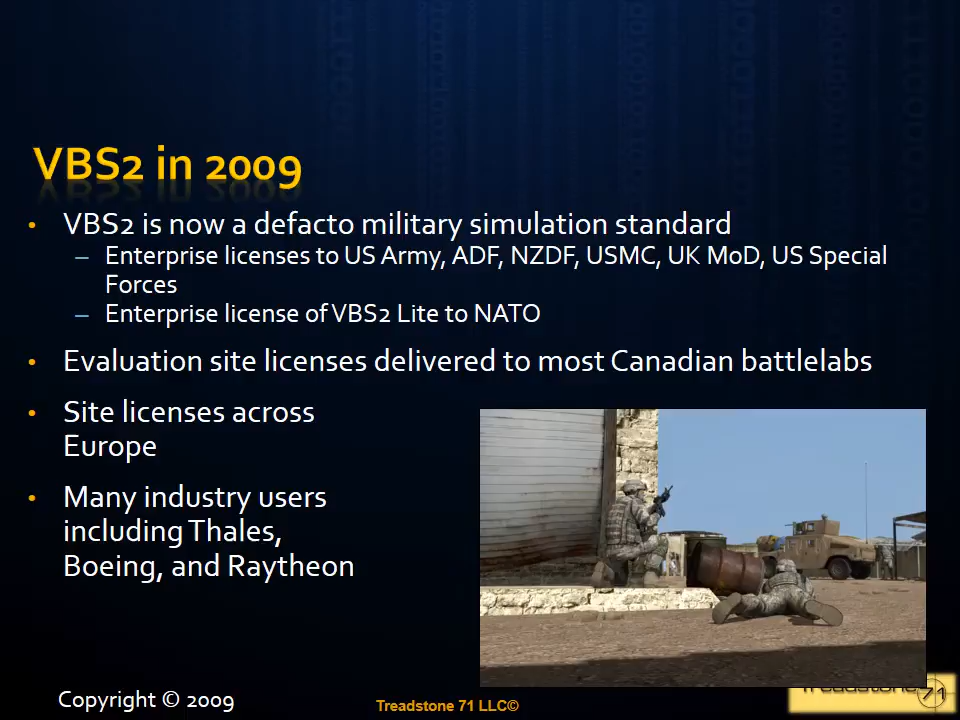 VBS2 in 2009
• VBS2 is now a defacto military simulation standard
– Enterprise licenses to US Army, ADF, NZDF, USMC, UK MoD, US Special
Forces
– Enterprise license of VBS2 Lite to NATO
• Evaluation site licenses delivered to most Canadian battlelabs
• Site licenses across
Europe
• Many industry users
including Thales,
Boeing, and Raytheon
Copyright © 2009
Treadstone 71 LLC©
Treadstone 71